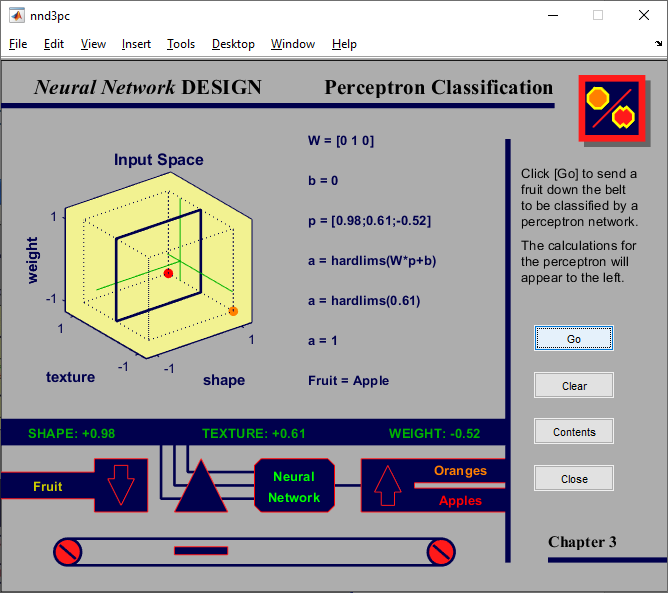 nnd3pc
File Edit View Insert Tools Desktop Window Help
Neural Network DESIGN
Perceptron Classification
Input Space
weight
1
-1
1
-1
-1
1
texture
shape
W = [0 1 0]
b = 0
p = [0.98;0.61;-0.52]
a = hardlims(W*p+b)
a = hardlims(0.61)
a = 1
Fruit = Apple
Click [Go] to send a
fruit down the belt
to be classified by a
perceptron network.
The calculations for
the perceptron will
appear to the left.
Go
Clear
Contents
Close
SHAPE: +0.98 TEXTURE: +0.61 WEIGHT: -0.52
Fruit
Neural
Network
Oranges
Apples
Chapter 3